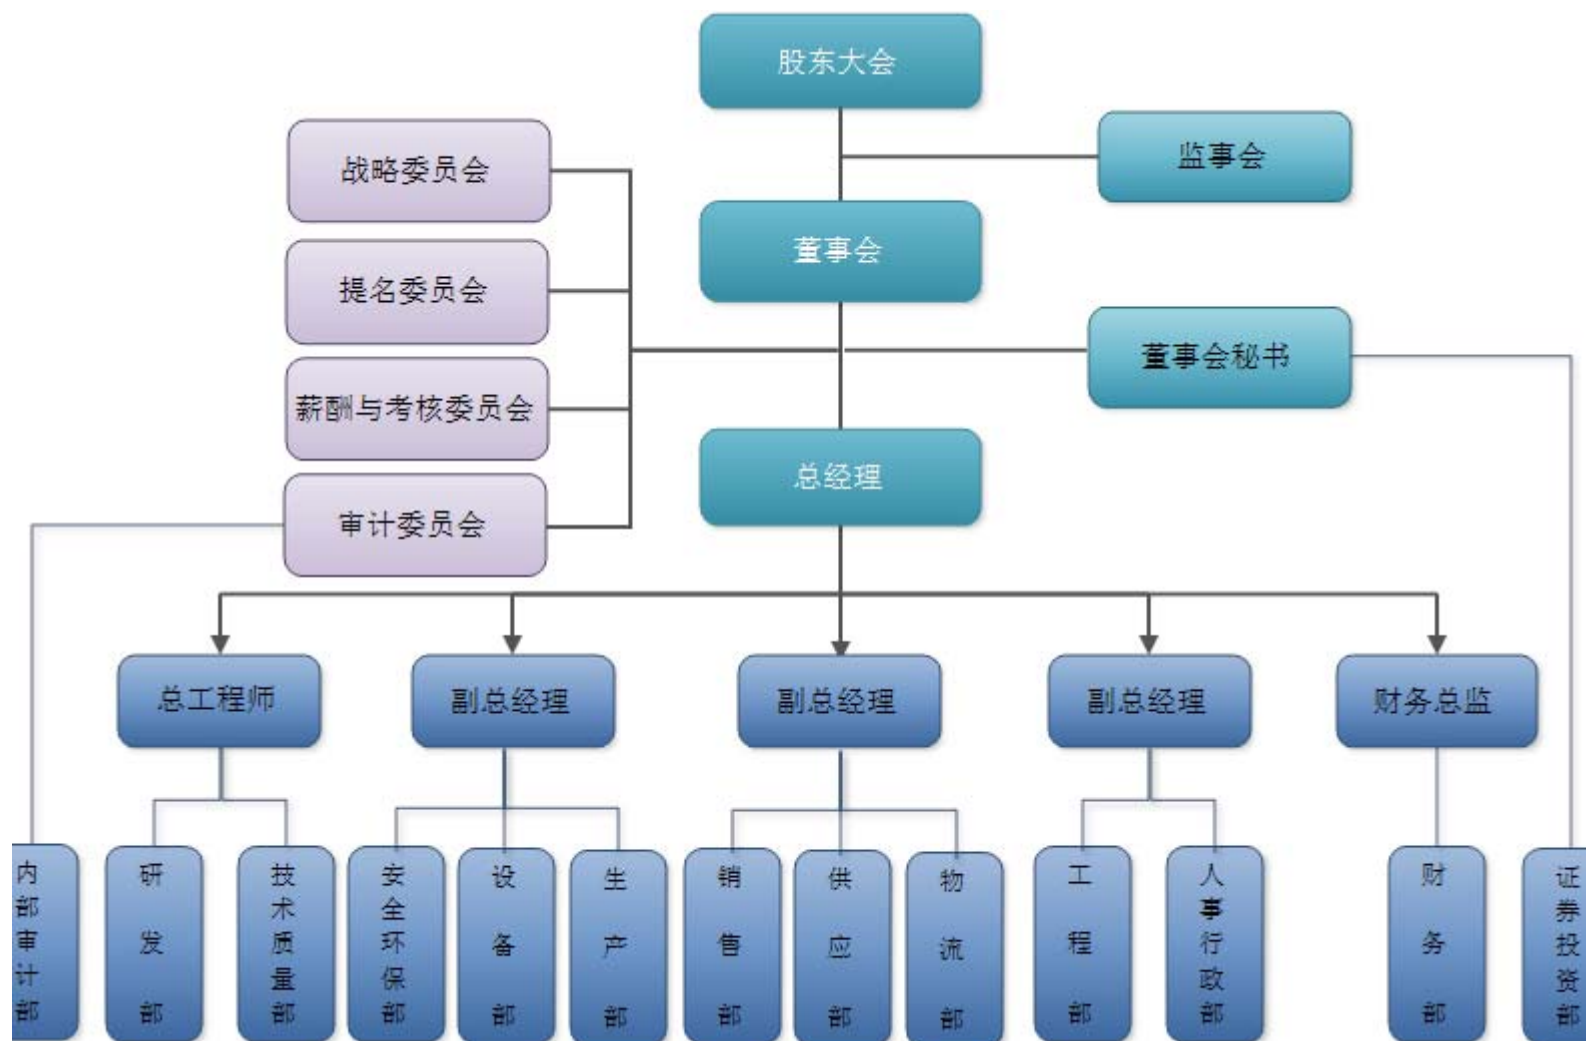 股东大会
监事会
战略委员会
董事会
提名委员会
董事会秘书
薪酬与考核委员会
总经理
审计委员会
总工程师
副总经理
副总经理
副总经理
财务总监
内部审计部
研发部
技术质量部
安全环保部
设备部
生产部
销售部
供应部
物流部
工程部
人事行政部
财务部
证券投资部